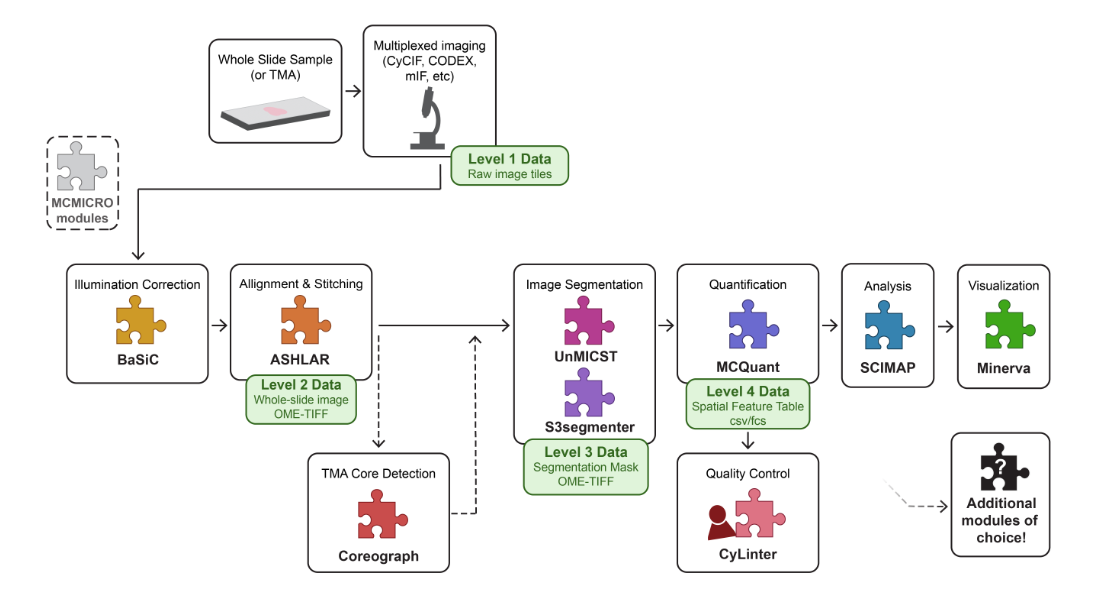 Whole Slide Sample
(or TMA)
Multiplexed imaging
(CyCIF, CODEX,
mIF, etc)
Level 1 Data
Raw image tiles
MCMICRO
modules
Illumination Correction
BaSiC
Allignment & Stitching
ASHLAR
Level 2 Data
Whole-slide image
OME-TIFF
TMA Core Detection
Coreograph
Image Segmentation
UnMICST
S3segmenter
Level 3 Data
Segmentation Mask
OME-TIFF
Quantification
MCQuant
Level 4 Data
Spatial Feature Table
csv/fcs
Quality Control
CyLinter
Analysis
SCIMAP
Visualization
Minerva
?
Additional
modules of
choice!